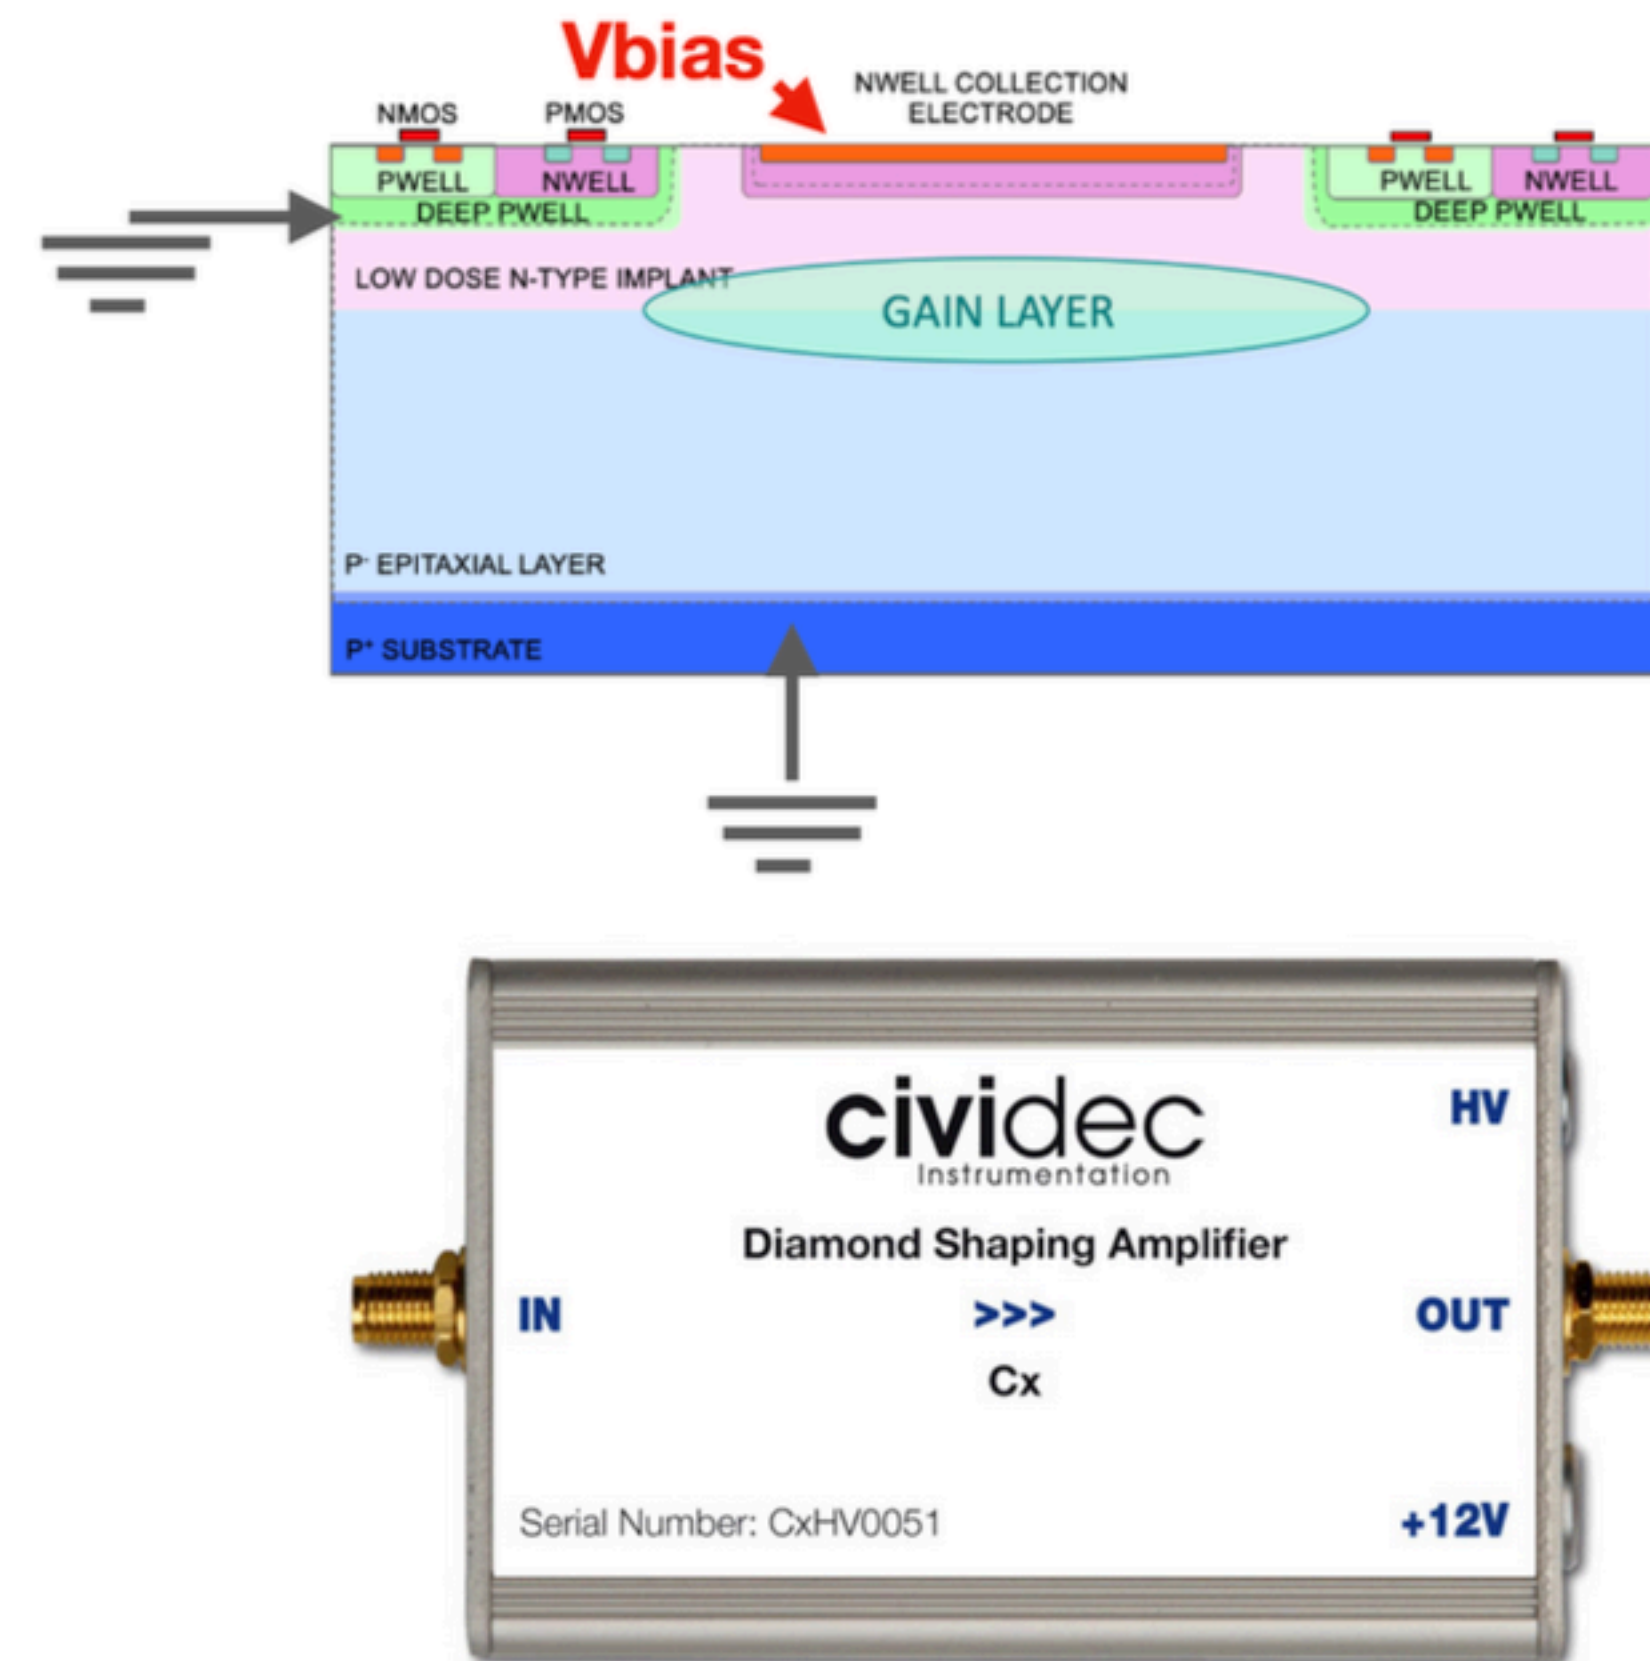 Vbias
NWELL COLLECTION
ELECTRODE
NMOS
PMOS
PWELL
NWELL
DEEP PWELL
PWELL
NWELL
DEEP PWELL
LOW DOSE N-TYPE IMPLANT
GAIN LAYER
P⁻ EPITAXIAL LAYER
P⁺ SUBSTRATE
cividec
Instrumentation
HV
Diamond Shaping Amplifier
IN
>>>
OUT
Cx
Serial Number: CxHV0051
+12V